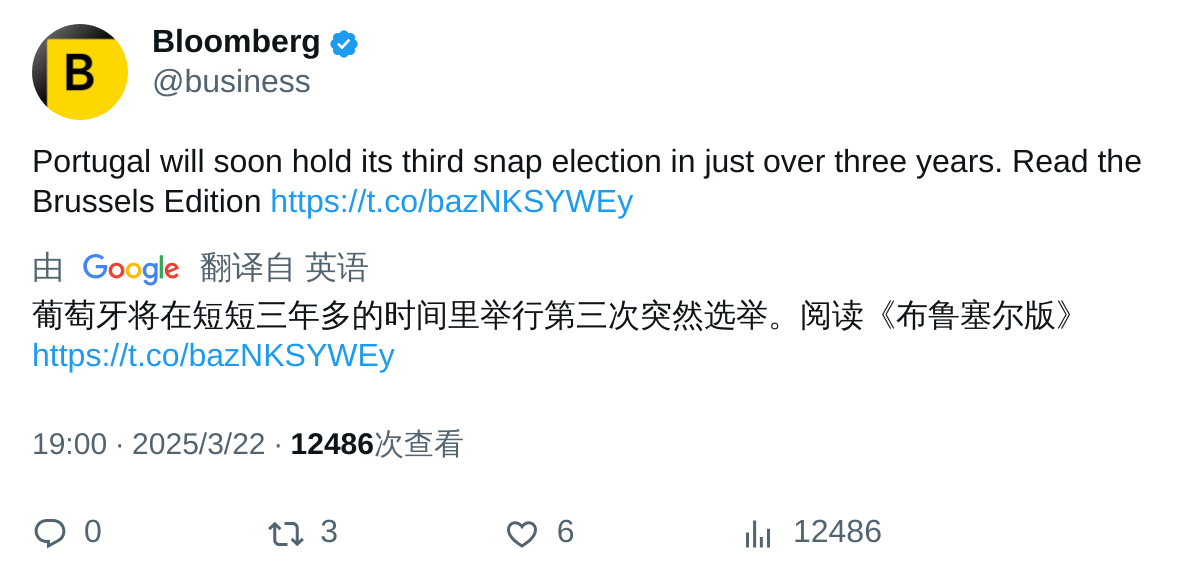 B
Bloomberg
@business
Portugal will soon hold its third snap election in just over three years. Read the
Brussels Edition https://t.co/bazNKSYWEy
由 Google 翻译自 英语
葡萄牙将在短短三年多的时间里举行第三次突然选举。阅读《布鲁塞尔版》
https://t.co/bazNKSYWEy
19:00 · 2025/3/22 · 12486次查看
0 3 6 12486